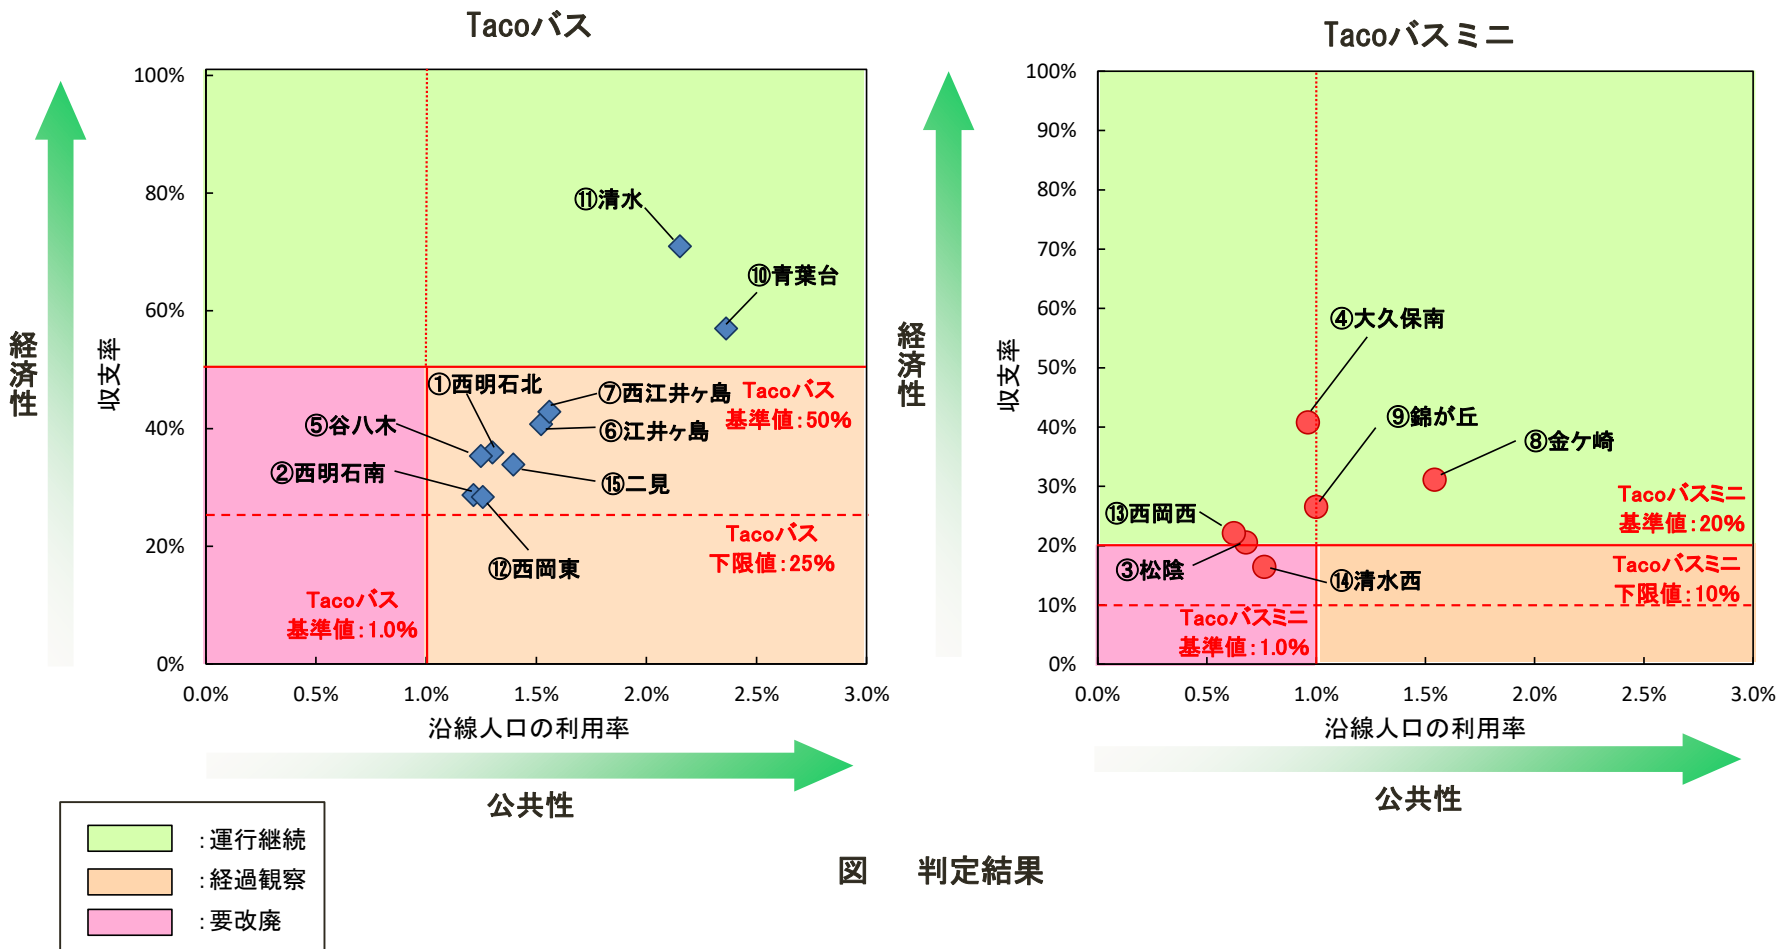 Tacoバス
100%
80%
60%
40%
20%
0%
0.0%
0.5%
1.0%
1.5%
2.0%
2.5%
3.0%
経済性
収支率
沿線人口の利用率
公共性
⑪清水
⑩青葉台
①西明石北
⑦西江井ヶ島
⑤谷八木
⑥江井ヶ島
②西明石南
⑮二見
⑫西岡東
Tacoバス
基準値:50%
Tacoバス
下限値:25%
Tacoバス
基準値:1.0%
Tacoバスミニ
100%
90%
80%
70%
60%
50%
40%
30%
20%
10%
0%
0.0%
0.5%
1.0%
1.5%
2.0%
2.5%
3.0%
経済性
収支率
沿線人口の利用率
公共性
④大久保南
⑨錦が丘
⑧金ケ崎
⑬西岡西
③松陰
⑭清水西
Tacoバスミニ
基準値:20%
Tacoバスミニ
下限値:10%
Tacoバスミニ
基準値:1.0%
:運行継続
:経過観察
:要改廃
図 判定結果